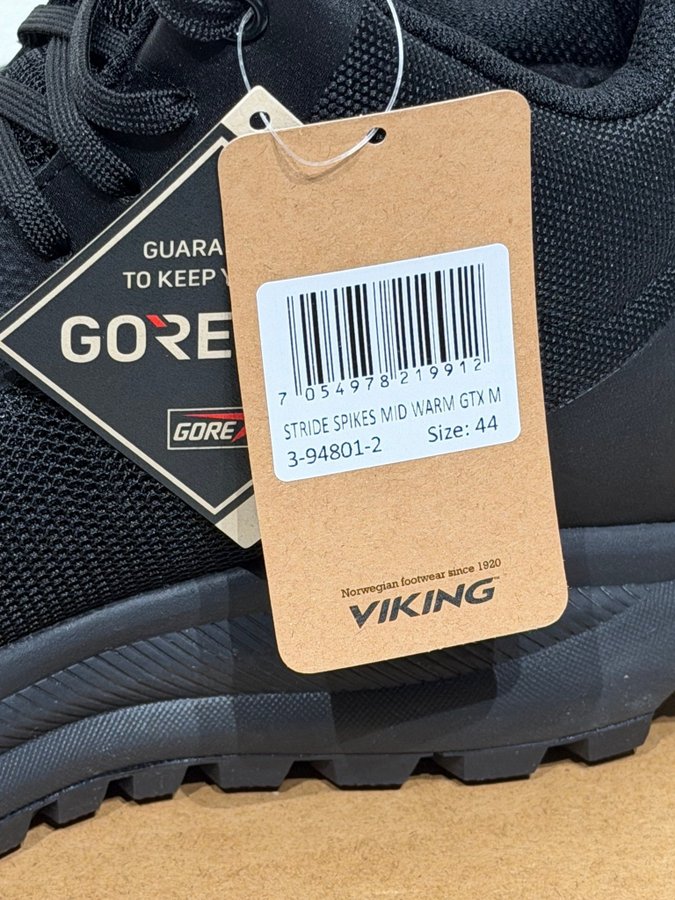 GUARA
TO KEEP
GORE
GORE
7 054978 219912
STRIDE SPIKES MID WARM GTX M
3-94801-2 Size: 44
Norwegian footwear since 1920
VIKING™